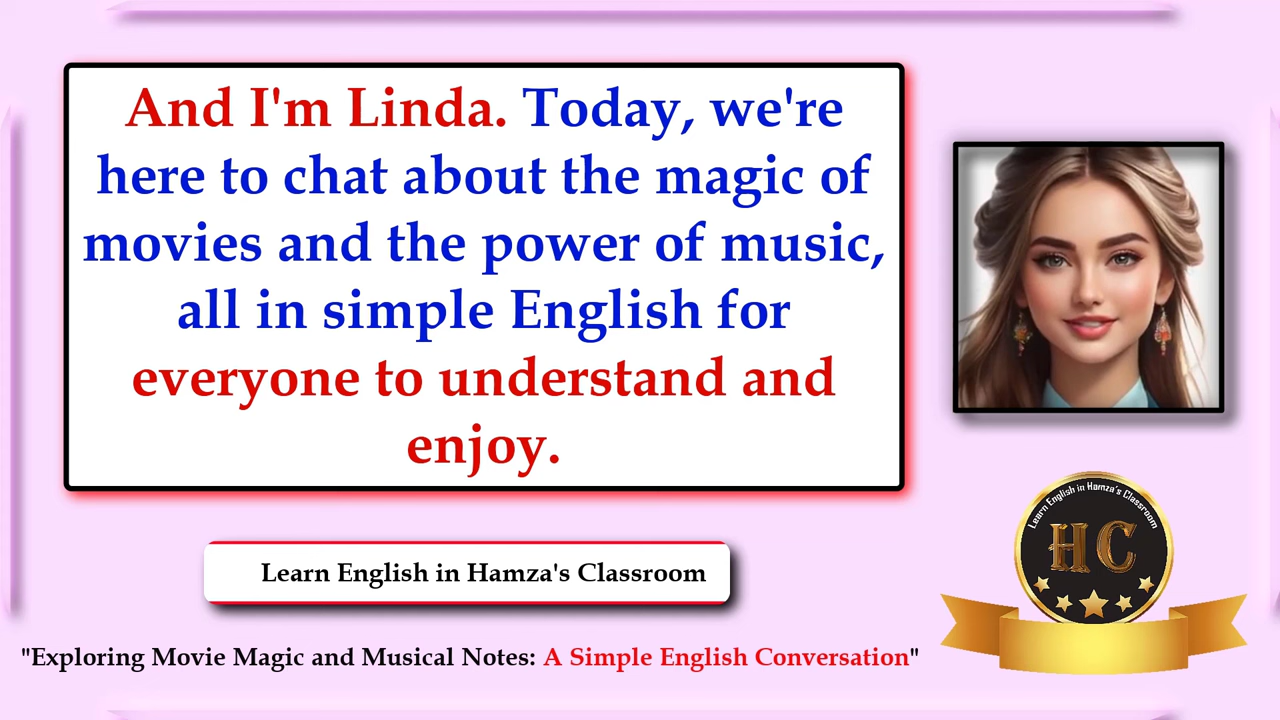 And I'm Linda. Today, we're
here to chat about the magic of
movies and the power of music,
all in simple English for
everyone to understand and
enjoy.
Learn English in Hamza's Classroom
HC
Learn English in Hamza's Classroom
"Exploring Movie Magic and Musical Notes: A Simple English Conversation"